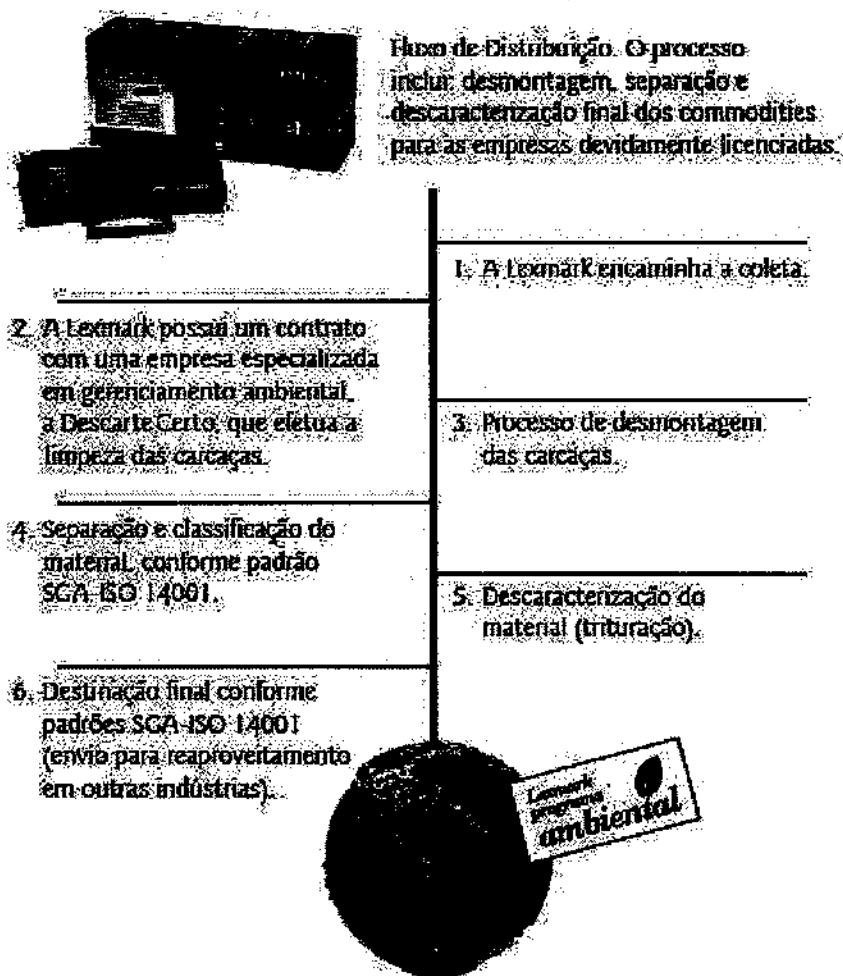 Fluxo de Distribuição. O processo
inclui: desmontagem, separação e
descaracterização final dos commodities
para as empresas devidamente licenciadas.
1. A Lexmark encaminha a coleta.
2. A Lexmark possui um contrato
com uma empresa especializada
em gerenciamento ambiental,
a Descarte Certo, que efetua a
limpeza das carcaças.
3. Processo de desmontagem
das carcaças.
4. Separação e classificação do
material, conforme padrão
SGA-ISO 14001.
5. Descaracterização do
material (trituração).
6. Destinação final conforme
padrões SGA-ISO 14001
(envio para reaproveitamento
em outras indústrias).
Lexmark
programa
ambiental